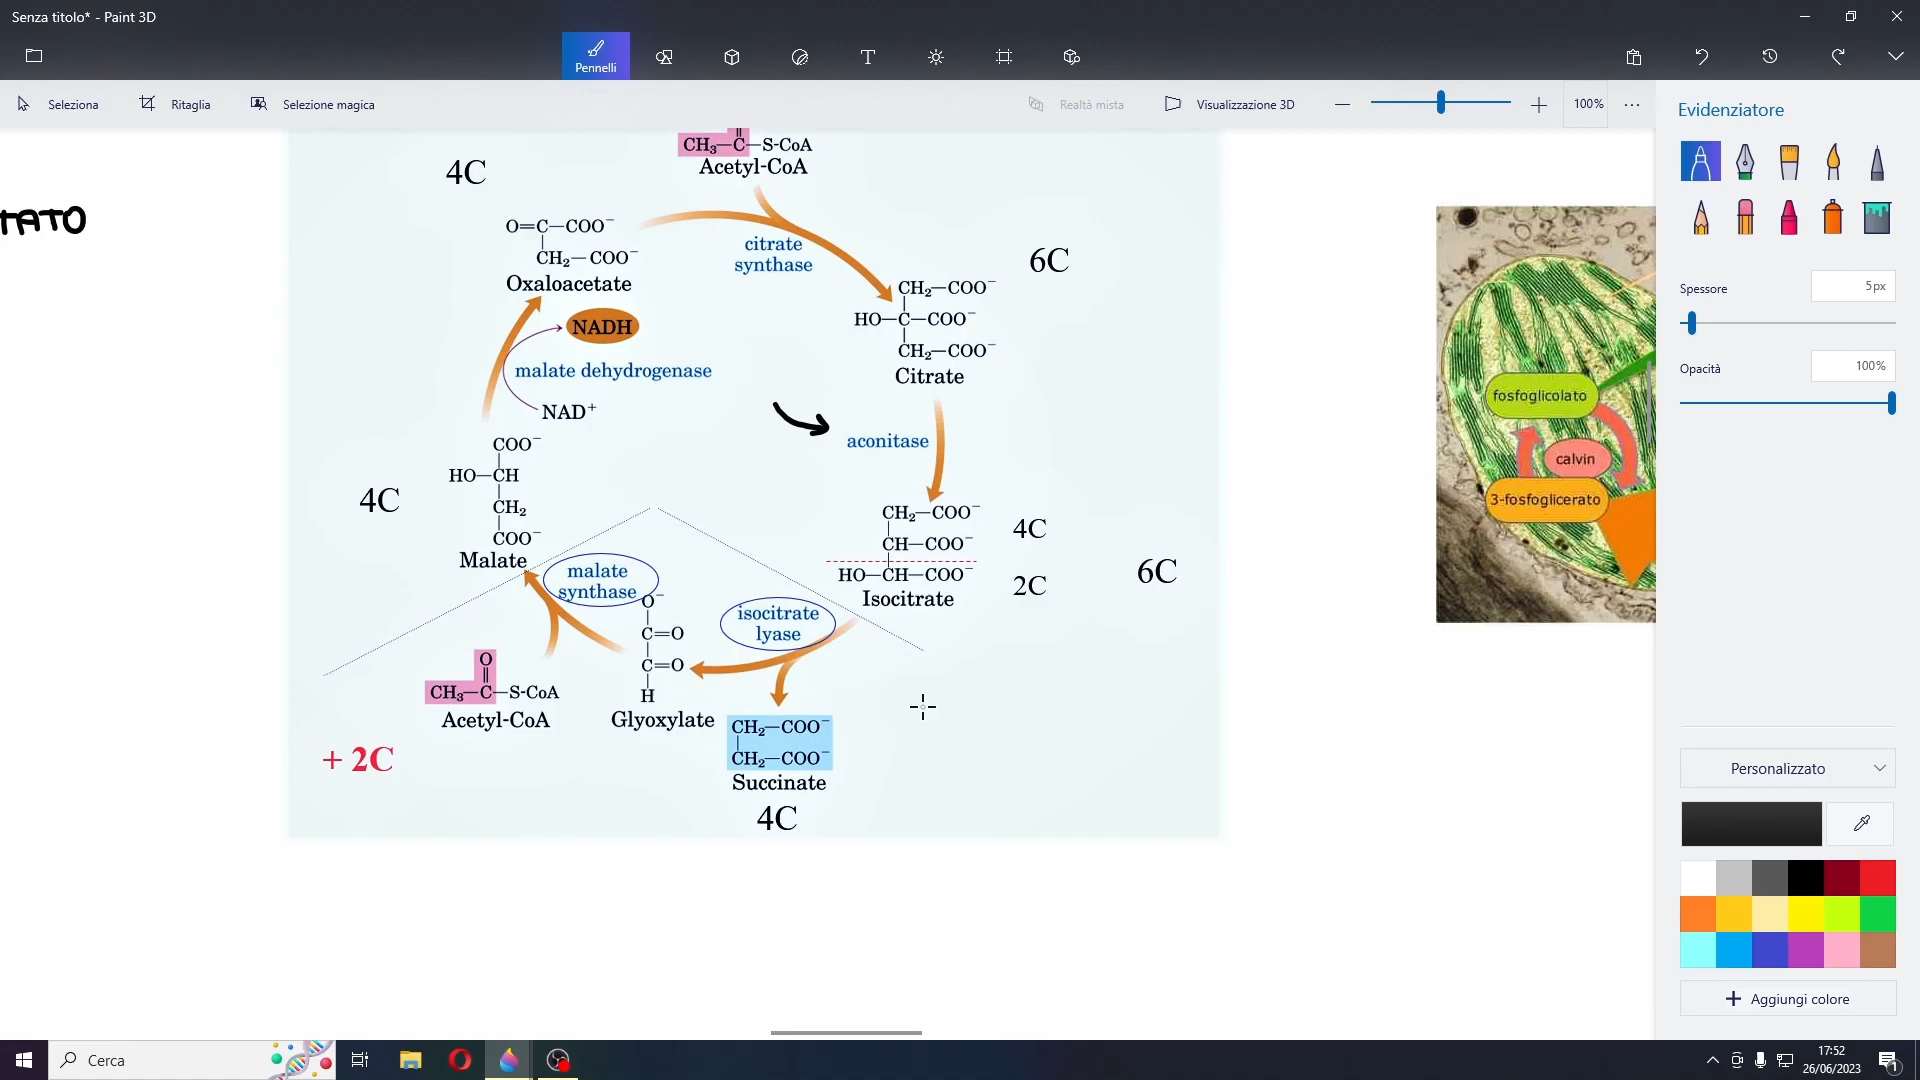 Senza titolo* - Paint 3D
Pennelli
Seleziona
Ritaglia
Selezione magica
Realtà mista
Visualizzazione 3D
100%
Evidenziatore
Spessore
5px
Opacità
100%
Personalizzato
Aggiungi colore
TATO
4C
CH₃—C—S-CoA
Acetyl-CoA
O=C—COO⁻
CH₂—COO⁻
Oxaloacetate
citrate
synthase
6C
CH₂—COO⁻
HO—C—COO⁻
CH₂—COO⁻
Citrate
NADH
malate dehydrogenase
NAD⁺
aconitase
COO⁻
HO—CH
CH₂
COO⁻
Malate
4C
CH₂—COO⁻
CH—COO⁻
HO—CH—COO⁻
Isocitrate
4C
2C
6C
malate
synthase
isocitrate
lyase
O⁻
C=O
C=O
H
Glyoxylate
O
CH₃—C—S-CoA
Acetyl-CoA
+ 2C
CH₂—COO⁻
CH₂—COO⁻
Succinate
4C
fosfoglicolato
calvin
3-fosfoglicerato
Cerca
17:52
26/06/2023
1